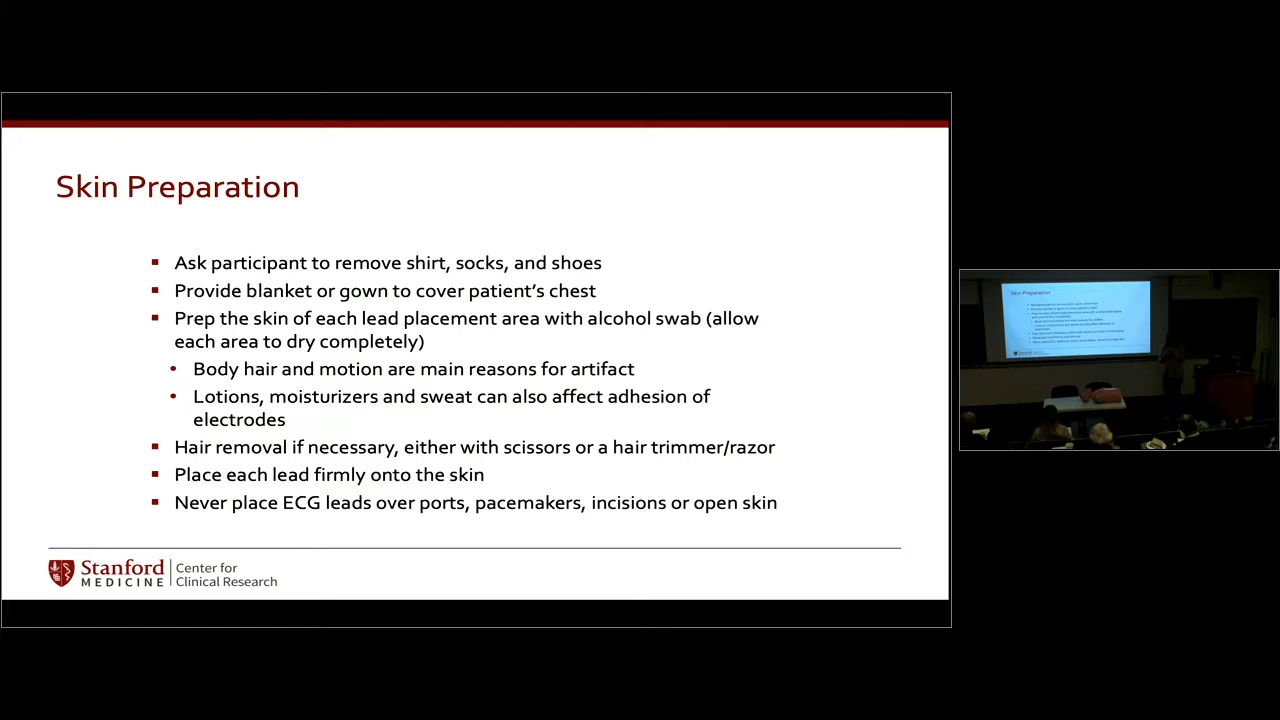 Skin Preparation
▪ Ask participant to remove shirt, socks, and shoes
▪ Provide blanket or gown to cover patient's chest
▪ Prep the skin of each lead placement area with alcohol swab (allow
each area to dry completely)
• Body hair and motion are main reasons for artifact
• Lotions, moisturizers and sweat can also affect adhesion of
electrodes
▪ Hair removal if necessary, either with scissors or a hair trimmer/razor
▪ Place each lead firmly onto the skin
▪ Never place ECG leads over ports, pacemakers, incisions or open skin
Stanford
MEDICINE
Center for
Clinical Research
Skin Preparation